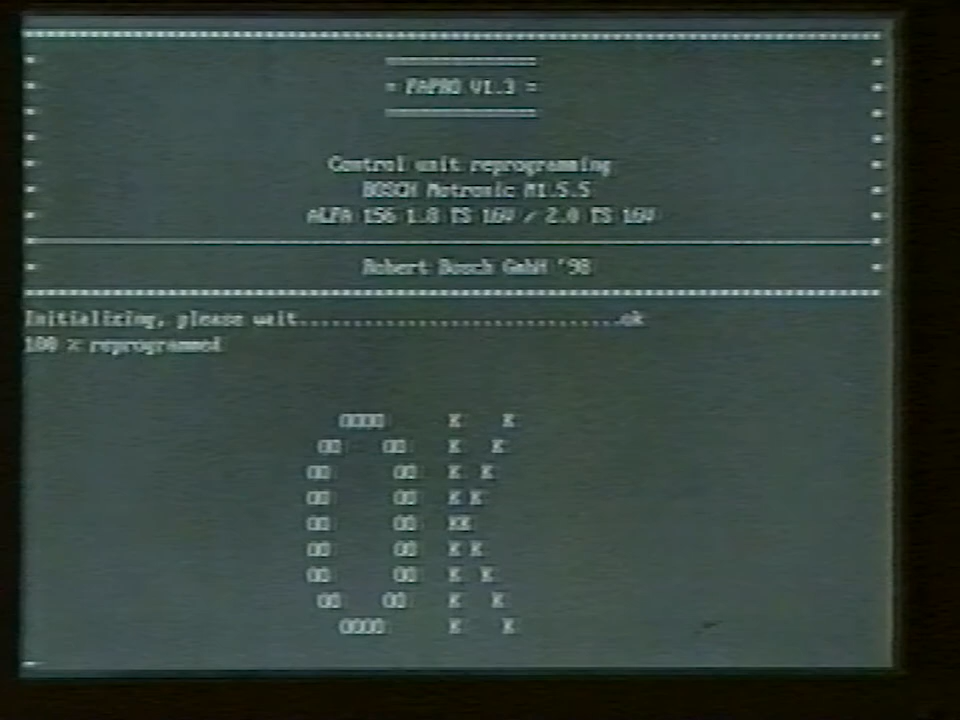 = FAPRO V1.3 =
Control unit reprogramming
BOSCH Motronic M1.5.5
ALFA 156 1.8 TS 16V / 2.0 TS 16V
Robert Bosch GmbH '98
Initializing, please wait..............................ok
100 % reprogrammed
OOOO K K
OO OO K K
OO OO K K
OO OO K K
OO OO KK
OO OO K K
OO OO K K
OO OO K K
OOOO K K